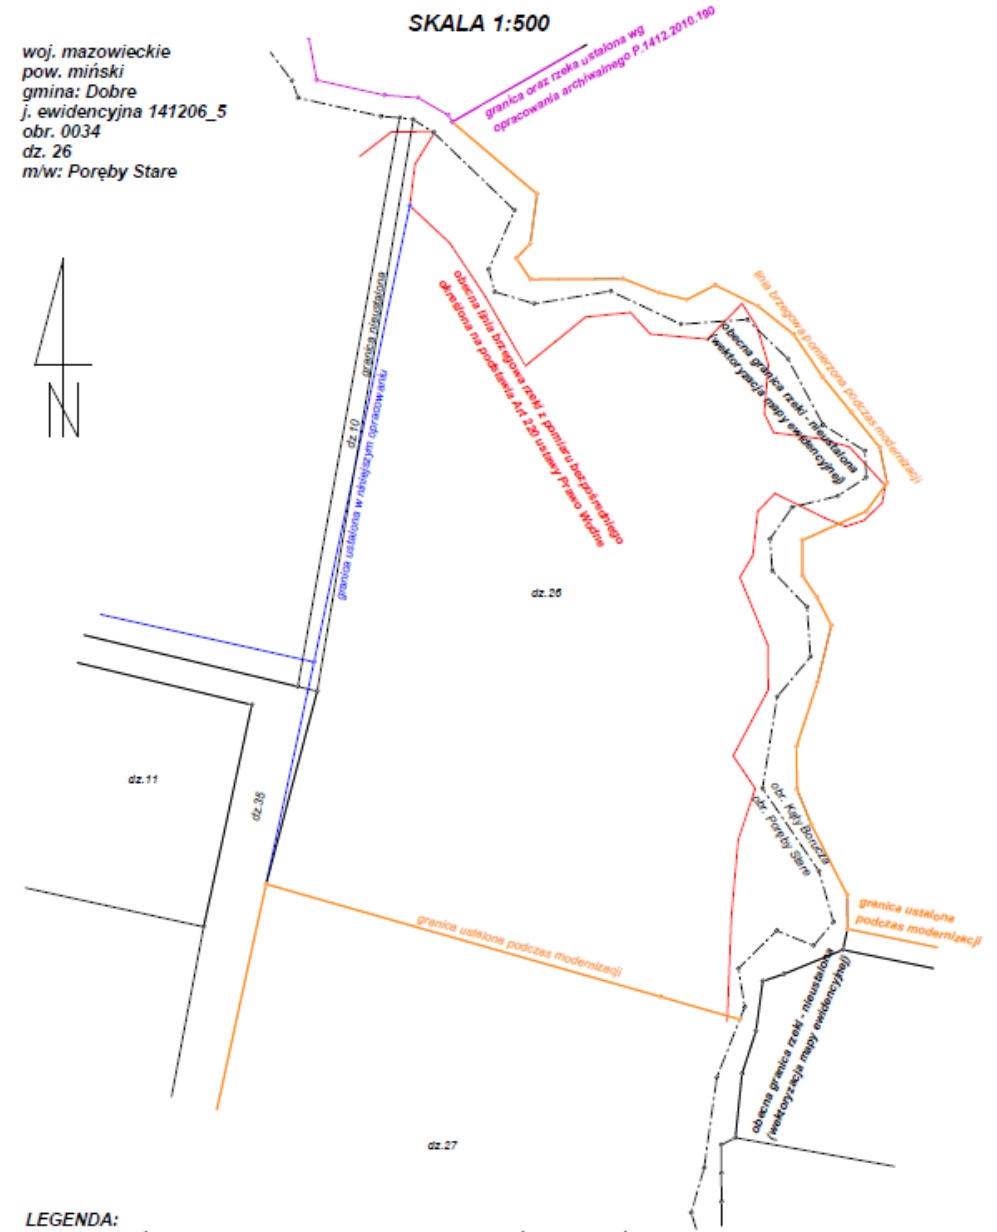 SKALA 1:500
woj. mazowieckie
pow. miński
gmina: Dobre
j. ewidencyjna 141206_5
obr. 0034
dz. 26
m/w: Poręby Stare
granica oraz rzeka ustalona wg
opracowania archiwalnego P.1412.2010.190
N
granica nieustalona
dz.10
granica ustalona w niniejszym opracowaniu
obecna linia brzegowa rzeki z pomiaru bezpośredniego
określona na podstawia Art 220 ustawy Prawo Wodne
linia brzegowa pomierzona podczas modernizacji
obecna granica rzeki - nieustalona
(wektoryzacja mapy ewidencyjnej)
dz.26
dz.11
dz.35
obr. Kąty Borucza
obr. Poręby Stare
granica ustalona podczas modernizacji
granica ustalona
podczas modernizacji
obecna granica rzeki - nieustalona
(wektoryzacja mapy ewidencyjnej)
dz.27
LEGENDA: